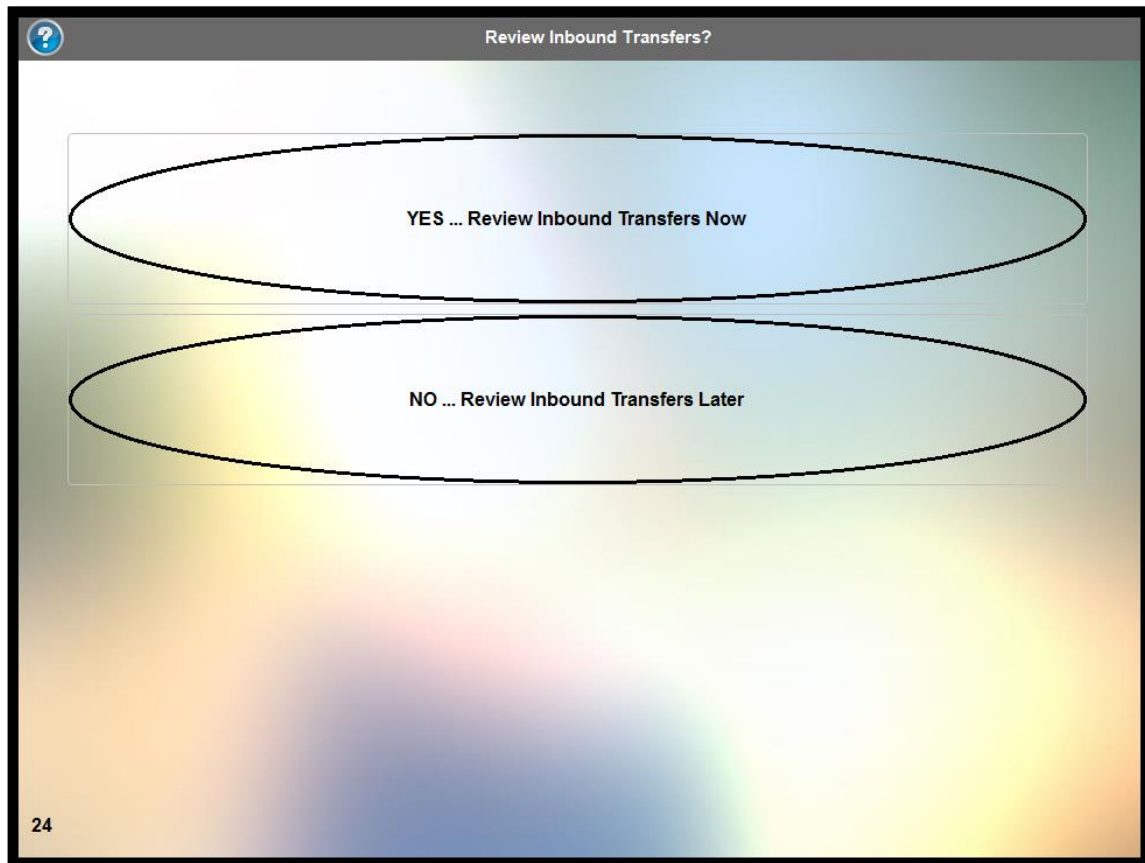 ?
Review Inbound Transfers?
YES ... Review Inbound Transfers Now
NO ... Review Inbound Transfers Later
24